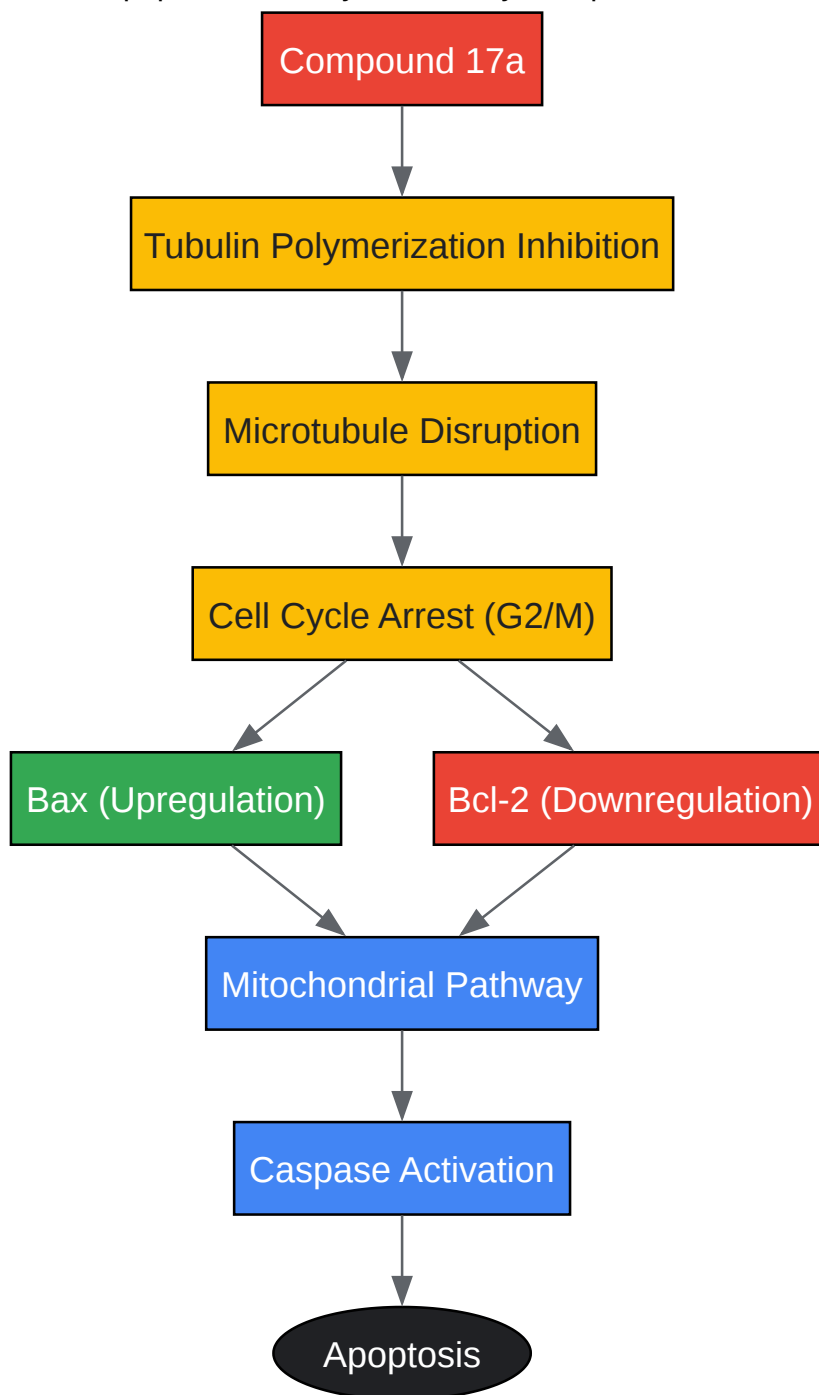 Compound 17a
Tubulin Polymerization Inhibition
Microtubule Disruption
Cell Cycle Arrest (G2/M)
Bax (Upregulation)
Bcl-2 (Downregulation)
Mitochondrial Pathway
Caspase Activation
Apoptosis